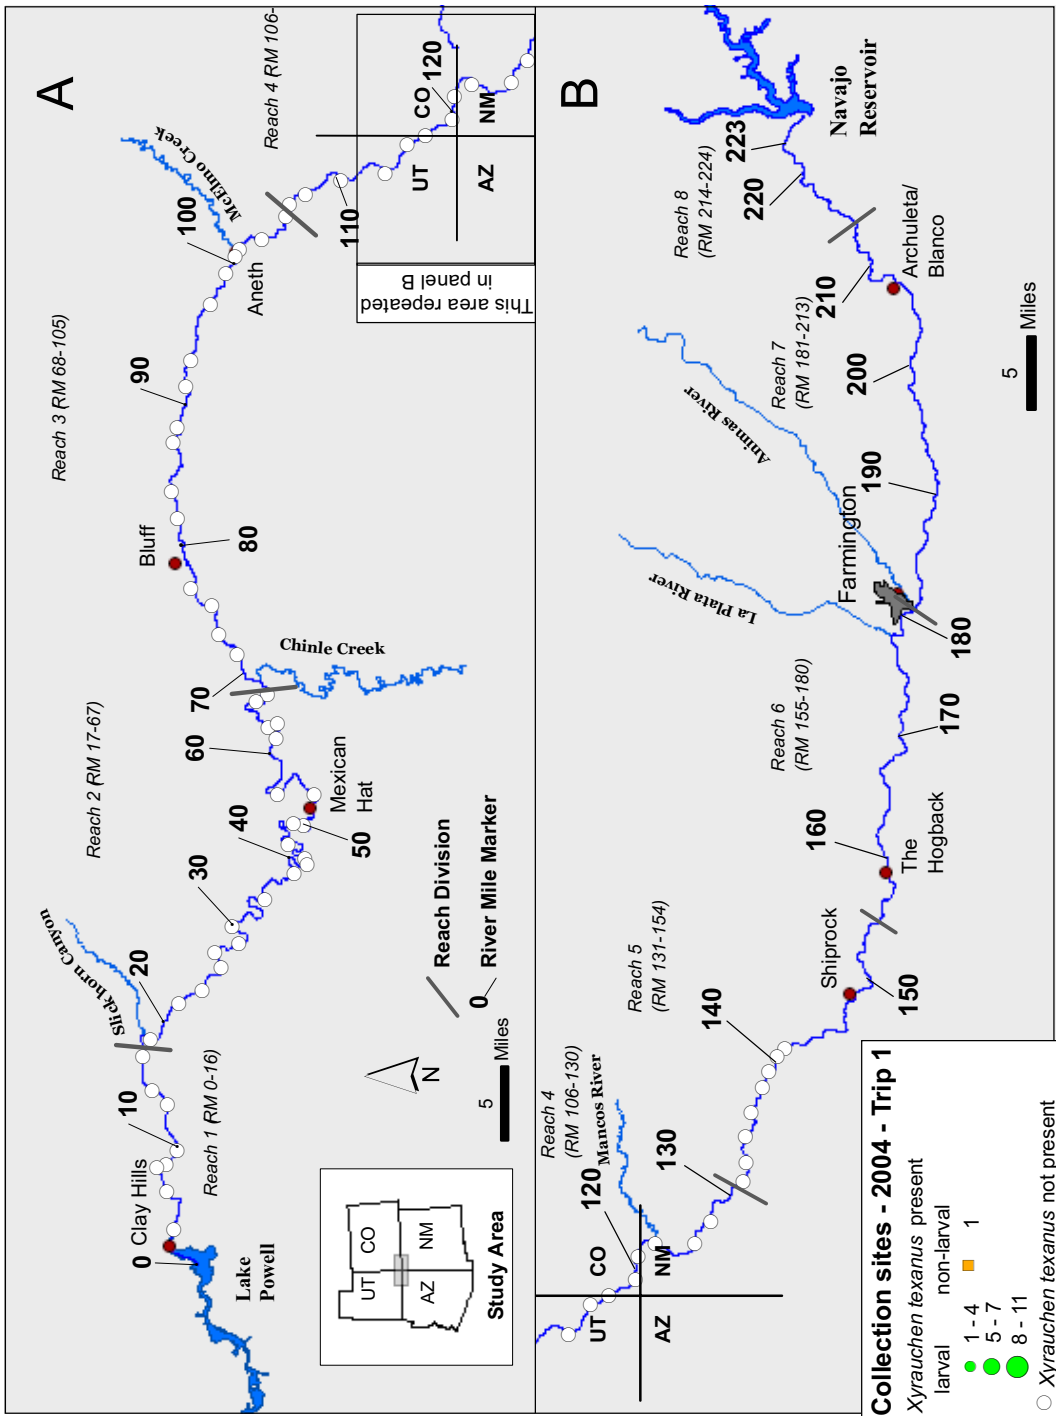 A
Reach 4 (RM 106-
McElmo Creek
100
Aneth
110
CO
120
UT
NM
AZ
This area repeated
in panel B
Reach 3 (RM 68-105)
90
Bluff
80
Chinle Creek
70
60
Reach 2 (RM 17-67)
Mexican
Hat
50
40
30
Slick horn Canyon
20
10
Reach 1 (RM 0-16)
Clay Hills
0
Lake
Powell
Reach Division
0 River Mile Marker
N
5
Miles
UT
CO
AZ
NM
Study Area
B
Navajo
Reservoir
223
220
Reach 8
(RM 214-224)
Archuleta/
Blanco
210
Reach 7
(RM 181-213)
200
Animas River
190
Farmington
La Plata River
180
5
Miles
170
Reach 6
(RM 155-180)
160
The
Hogback
Shiprock
150
Reach 5
(RM 131-154)
140
Reach 4
(RM 106-130)
Mancos River
130
120
CO
NM
UT
AZ
Collection sites - 2004 - Trip 1
Xyrauchen texanus present
larval non-larval
1 - 4 1
5 - 7
8 - 11
Xyrauchen texanus not present